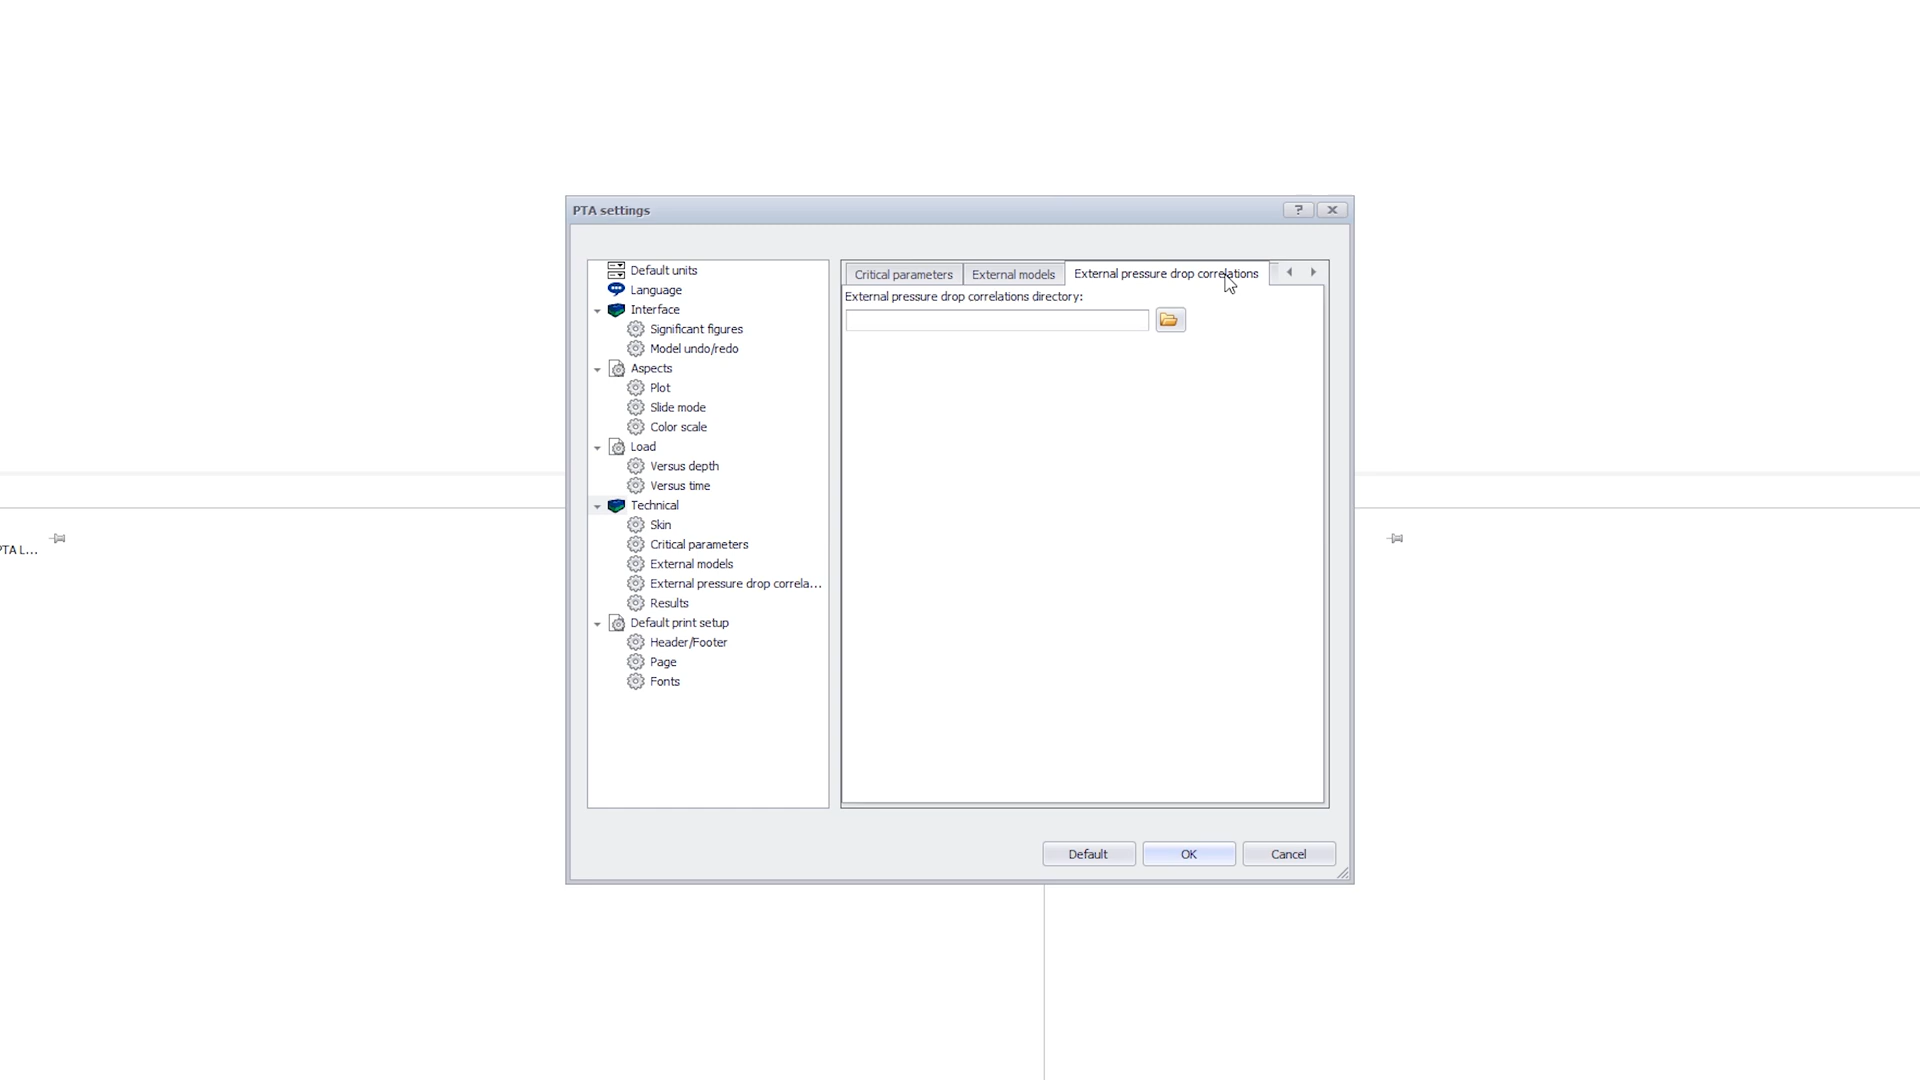 PTA settings
?
Default units
Language
Interface
Significant figures
Model undo/redo
Aspects
Plot
Slide mode
Color scale
Load
Versus depth
Versus time
Technical
Skin
Critical parameters
External models
External pressure drop correla...
Results
Default print setup
Header/Footer
Page
Fonts
Critical parameters
External models
External pressure drop correlations
External pressure drop correlations directory:
Default
OK
Cancel
PTA L...